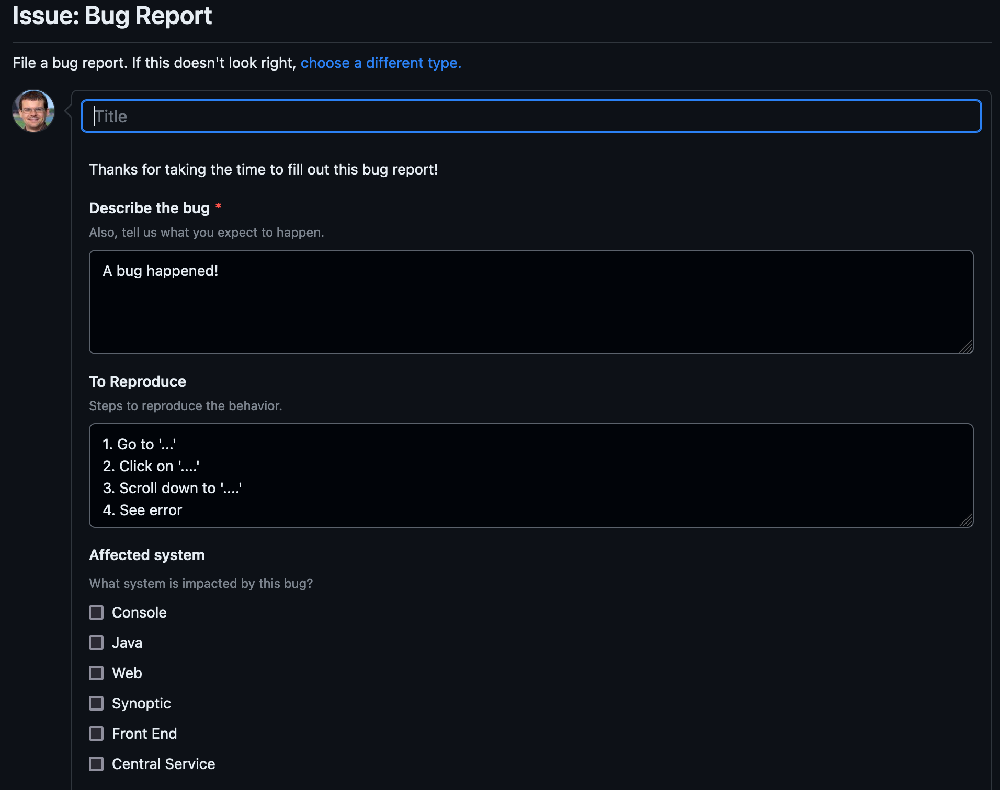 Issue: Bug Report
File a bug report. If this doesn't look right, choose a different type.
Title
Thanks for taking the time to fill out this bug report!
Describe the bug *
Also, tell us what you expect to happen.
A bug happened!
To Reproduce
Steps to reproduce the behavior.
1. Go to '...'
2. Click on '....'
3. Scroll down to '....'
4. See error
Affected system
What system is impacted by this bug?
Console
Java
Web
Synoptic
Front End
Central Service